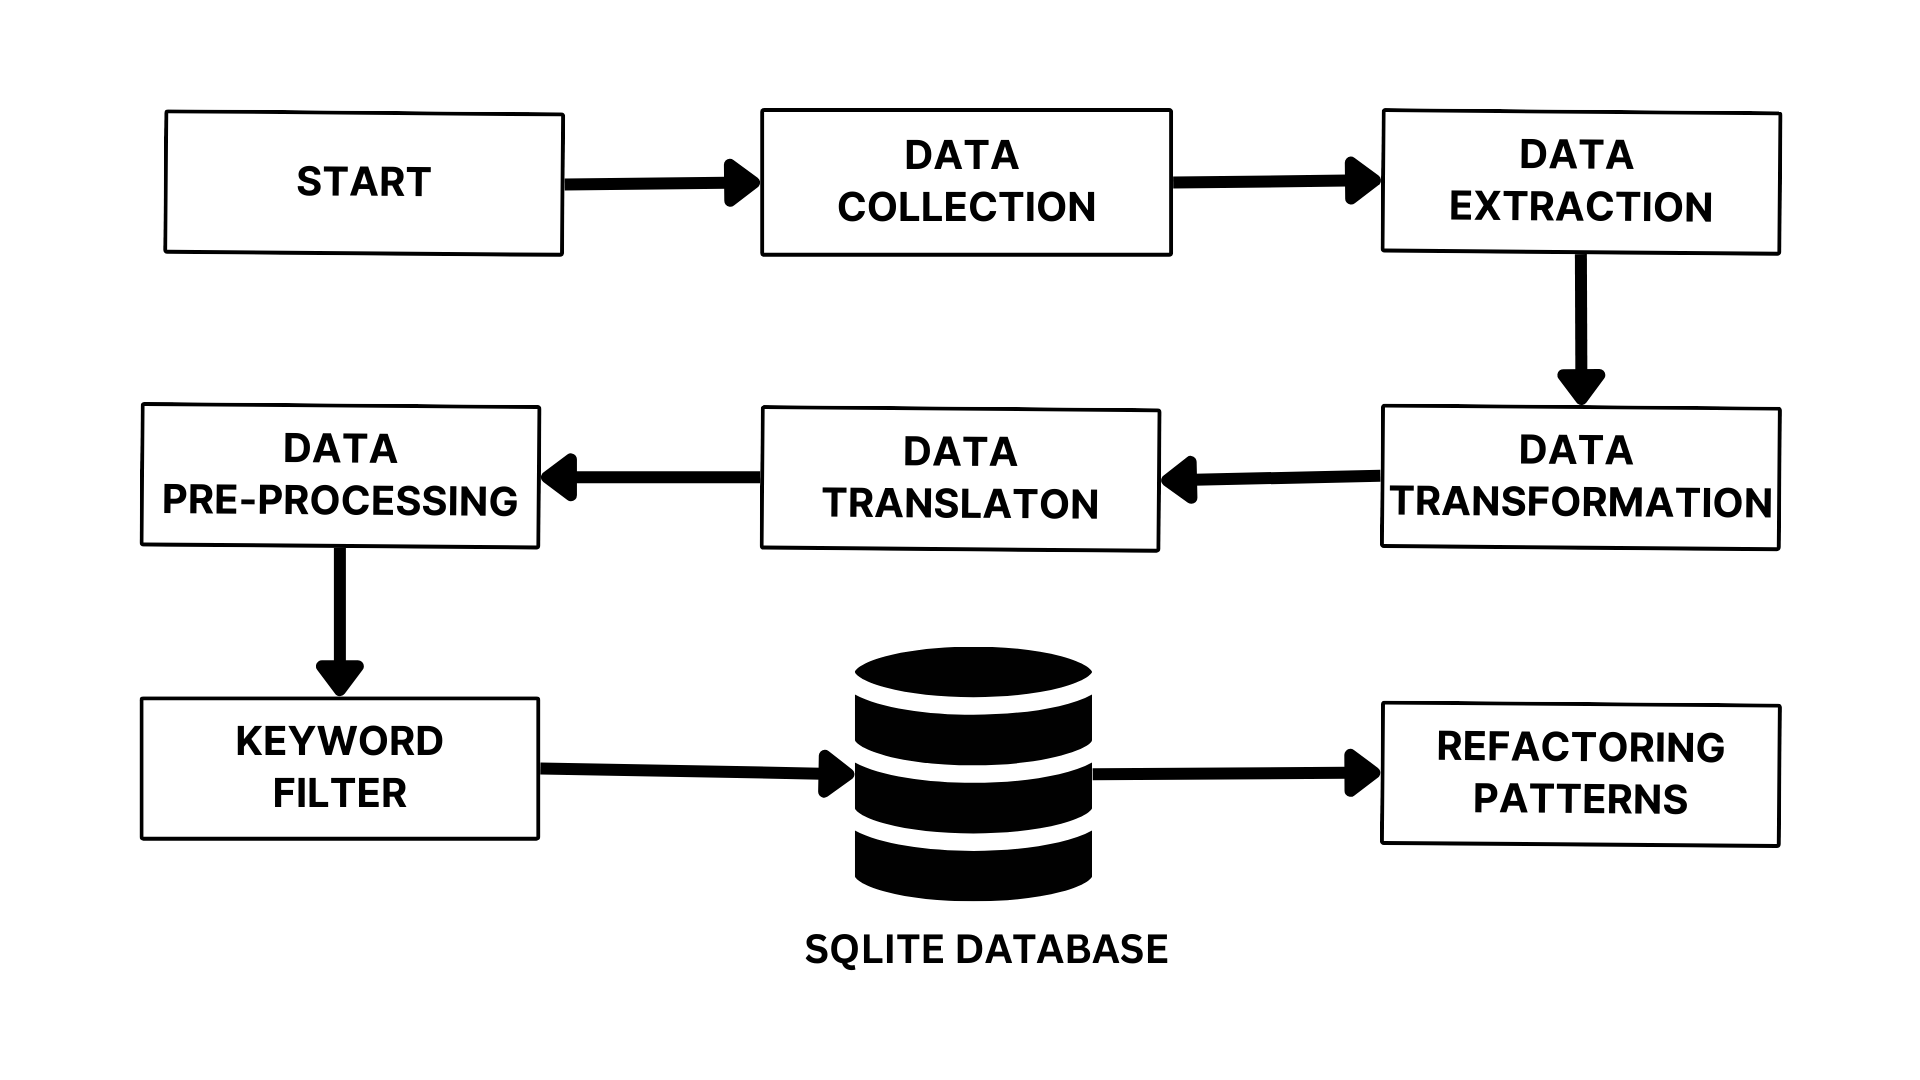 START
DATA
COLLECTION
DATA
EXTRACTION
DATA
TRANSFORMATION
DATA
TRANSLATON
DATA
PRE-PROCESSING
KEYWORD
FILTER
SQLITE DATABASE
REFACTORING
PATTERNS